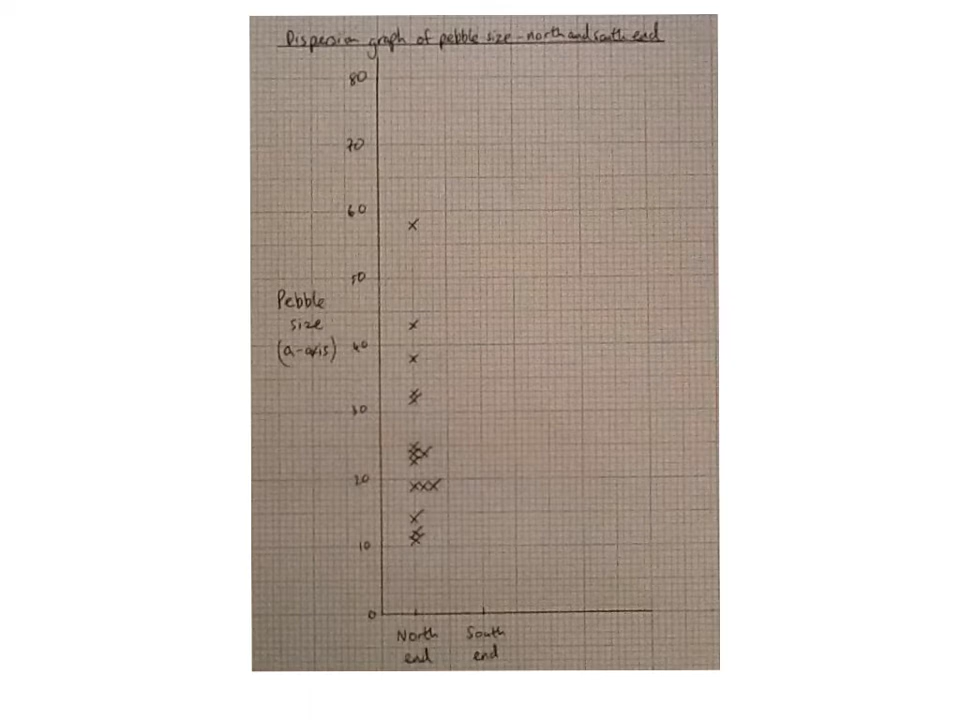 Dispersion graph of pebble size - north and south end
80
70
60
50
Pebble
size
(a-axis)
40
30
20
10
0
North
end
South
end